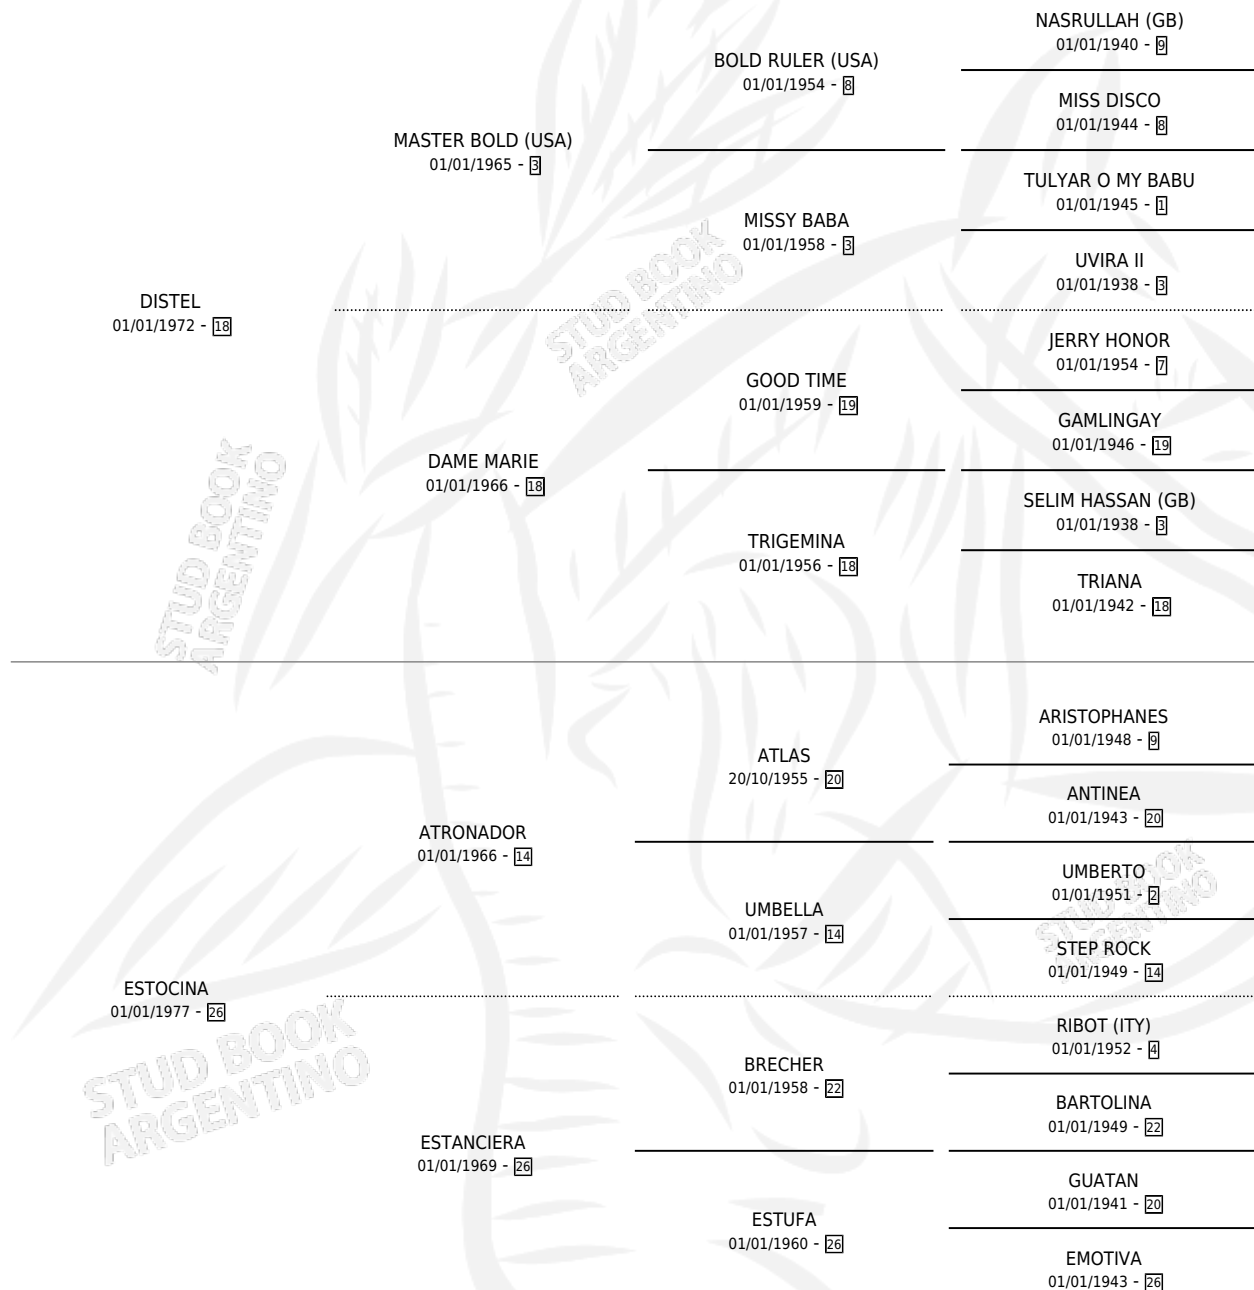 NASRULLAH (GB)
01/01/1940 - 9
BOLD RULER (USA)
01/01/1954 - 8
MISS DISCO
01/01/1944 - 8
MASTER BOLD (USA)
01/01/1965 - 3
TULYAR O MY BABU
01/01/1945 - 1
MISSY BABA
01/01/1958 - 3
UVIRA II
01/01/1938 - 3
DISTEL
01/01/1972 - 18
JERRY HONOR
01/01/1954 - 7
GOOD TIME
01/01/1959 - 19
GAMLINGAY
01/01/1946 - 19
DAME MARIE
01/01/1966 - 18
SELIM HASSAN (GB)
01/01/1938 - 3
TRIGEMINA
01/01/1956 - 18
TRIANA
01/01/1942 - 18
STUD BOOK
ARGENTINO
STUD BOOK
ARGENTINO
ARISTOPHANES
01/01/1948 - 9
ATLAS
20/10/1955 - 20
ANTINEA
01/01/1943 - 20
ATRONADOR
01/01/1966 - 14
UMBERTO
01/01/1951 - 2
UMBELLA
01/01/1957 - 14
STEP ROCK
01/01/1949 - 14
ESTOCINA
01/01/1977 - 26
RIBOT (ITY)
01/01/1952 - 4
BRECHER
01/01/1958 - 22
BARTOLINA
01/01/1949 - 22
ESTANCIERA
01/01/1969 - 26
GUATAN
01/01/1941 - 20
ESTUFA
01/01/1960 - 26
EMOTIVA
01/01/1943 - 26
STUD BOOK
ARGENTINO
STUD BOOK
ARGENTINO